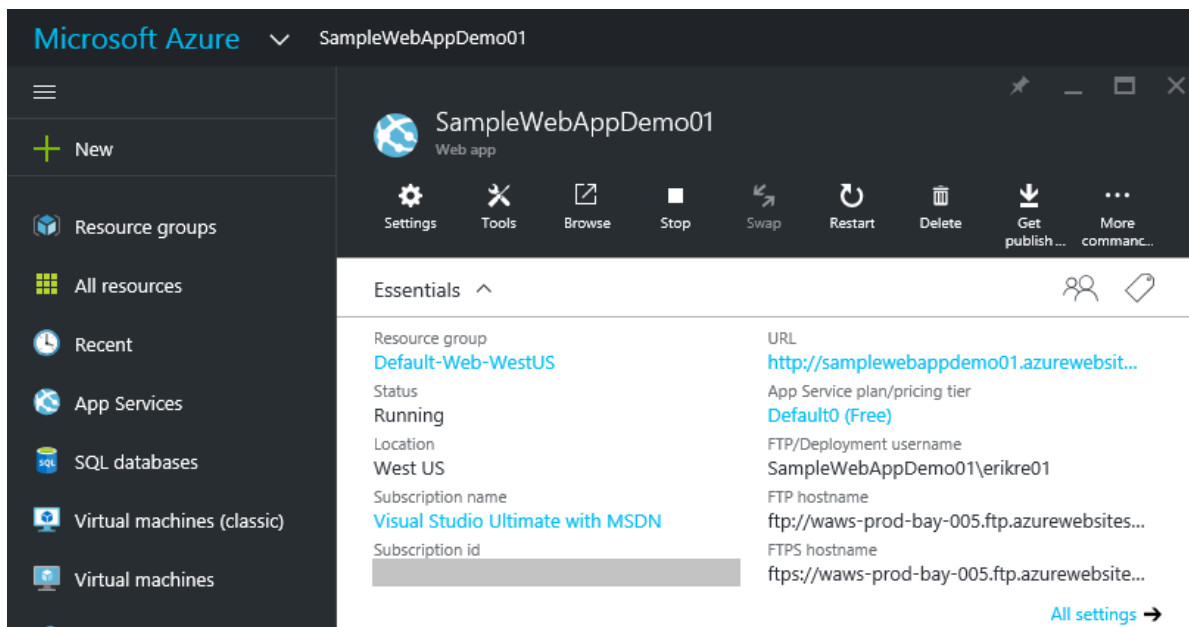 Microsoft Azure SampleWebAppDemo01
New
Resource groups
All resources
Recent
App Services
SQL databases
Virtual machines (classic)
Virtual machines
SampleWebAppDemo01
Web app
Settings
Tools
Browse
Stop
Swap
Restart
Delete
Get
publish ...
More
commanc...
Essentials
Resource group
Default-Web-WestUS
Status
Running
Location
West US
Subscription name
Visual Studio Ultimate with MSDN
Subscription id
URL
http://samplewebappdemo01.azurewebsit...
App Service plan/pricing tier
Default0 (Free)
FTP/Deployment username
SampleWebAppDemo01\erikre01
FTP hostname
ftp://waws-prod-bay-005.ftp.azurewebsites...
FTPS hostname
ftps://waws-prod-bay-005.ftp.azurewebsite...
All settings